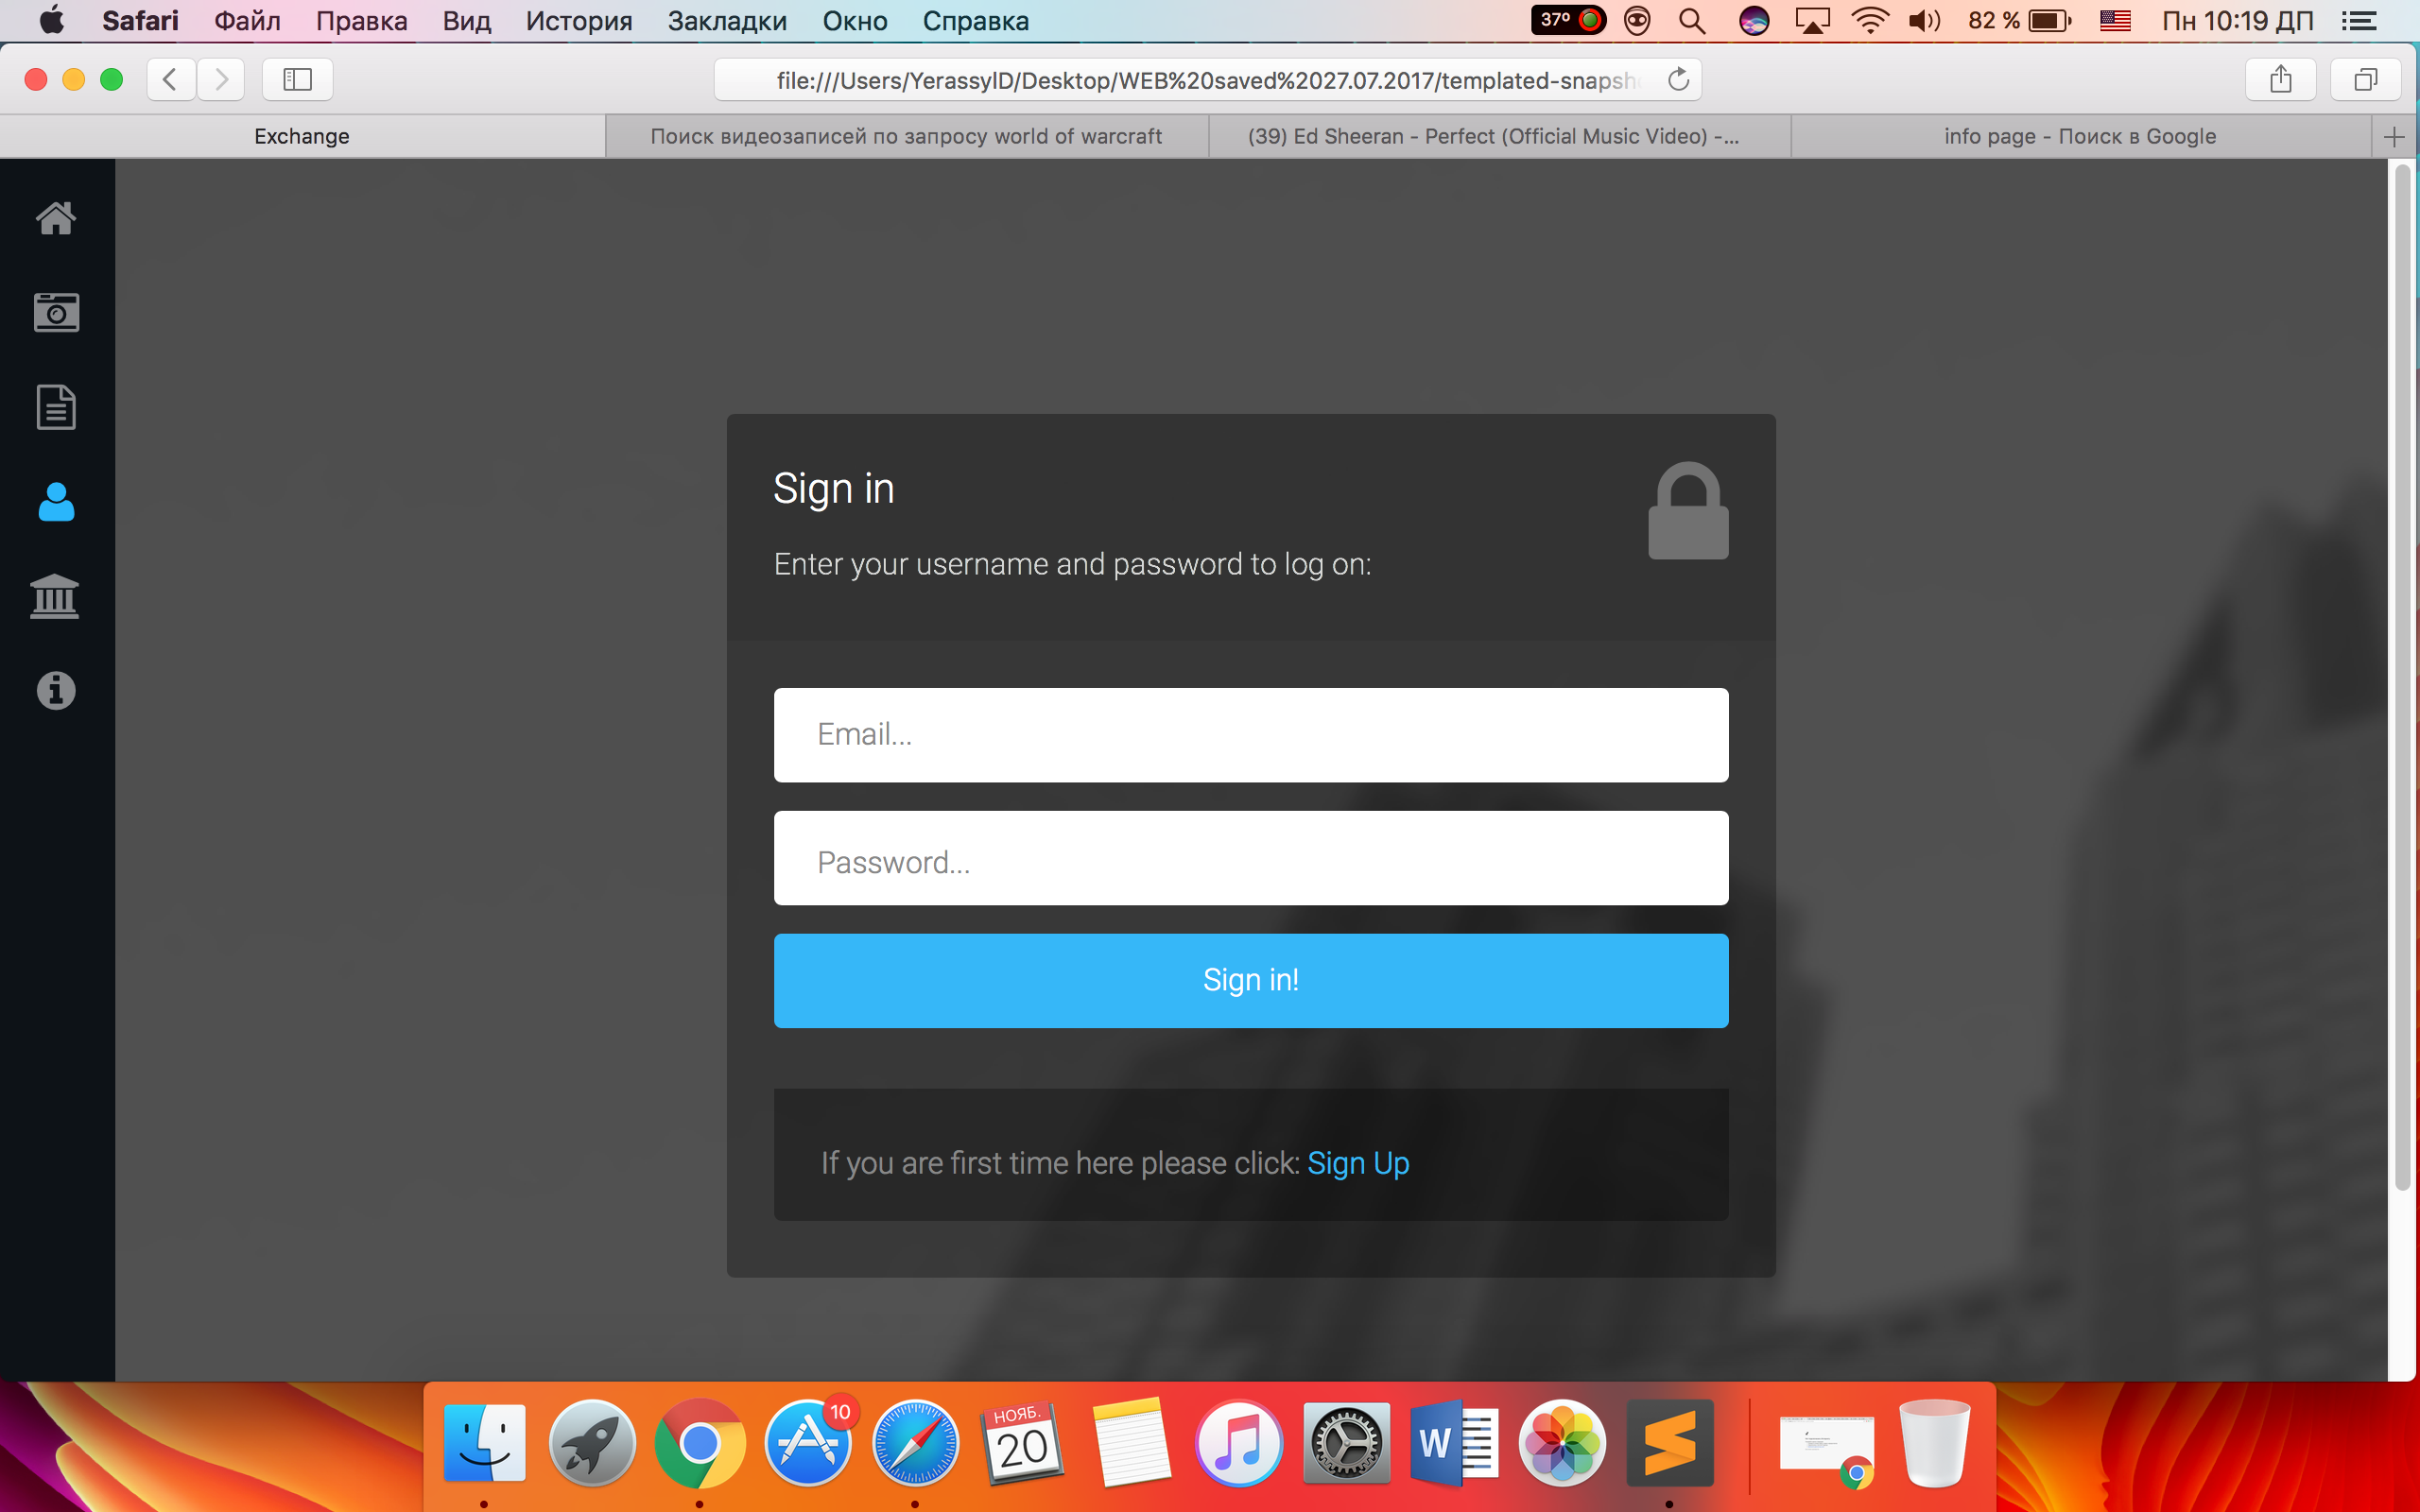 Safari Файл Правка Вид История Закладки Окно Справка 37º 82 % Пн 10:19 ДП
file:///Users/YerassylD/Desktop/WEB%20saved%2027.07.2017/templated-snapsh
Exchange Поиск видеозаписей по запросу world of warcraft (39) Ed Sheeran - Perfect (Official Music Video) -... info page - Поиск в Google
Sign in
Enter your username and password to log on:
Email...
Password...
Sign in!
If you are first time here please click: Sign Up
10
НОЯБ.
20
W